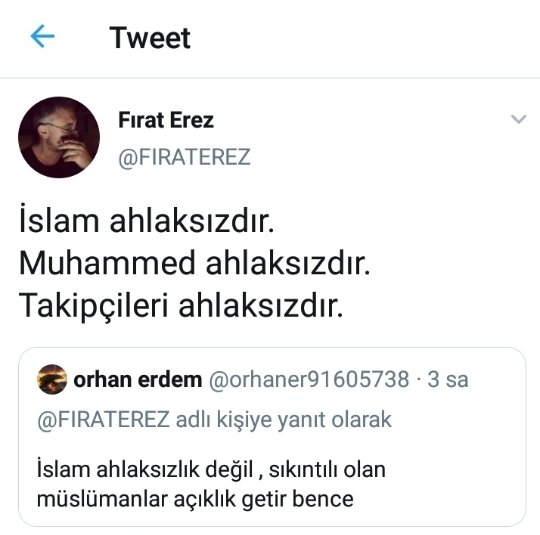 Tweet
Fırat Erez
@FIRATEREZ
İslam ahlaksızdır.
Muhammed ahlaksızdır.
Takipçileri ahlaksızdır.
orhan erdem @orhaner91605738 · 3 sa
@FIRATEREZ adlı kişiye yanıt olarak
İslam ahlaksızlık değil , sıkıntılı olan
müslümanlar açıklık getir bence